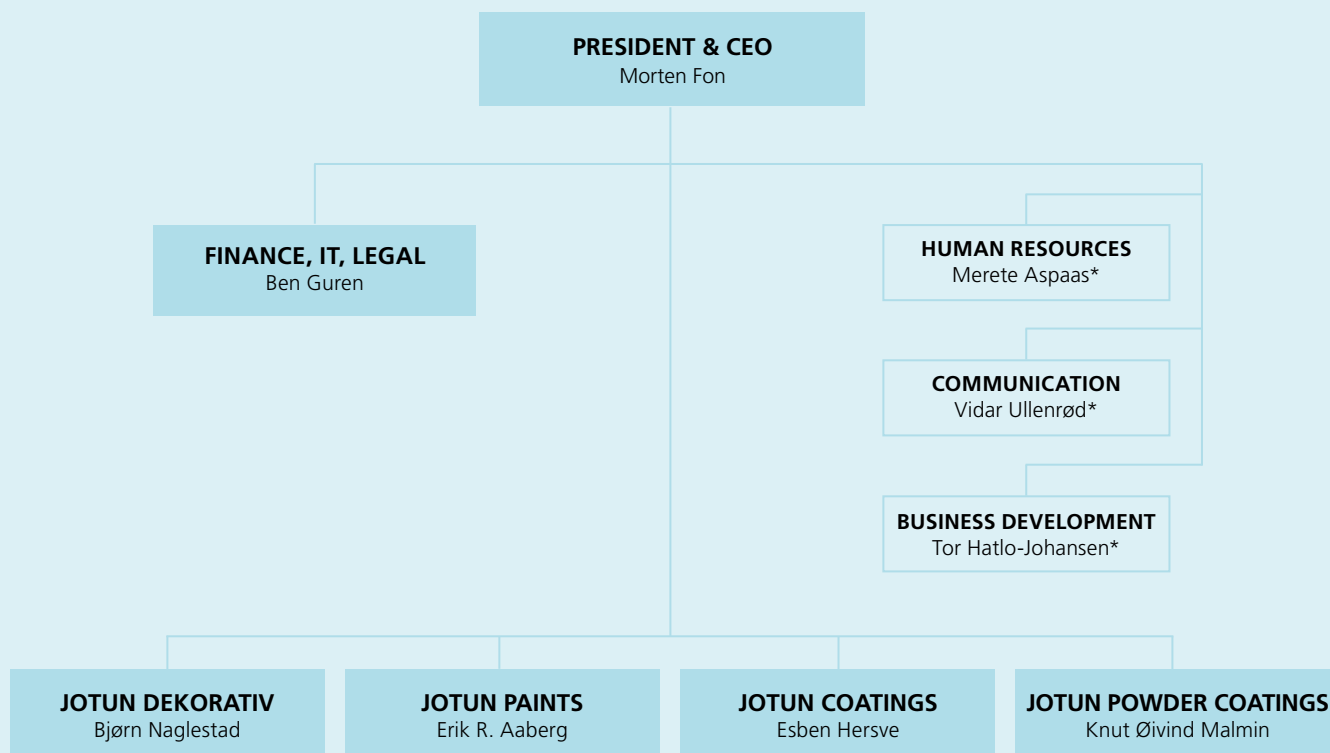 PRESIDENT & CEO
Morten Fon
FINANCE, IT, LEGAL
Ben Guren
HUMAN RESOURCES
Merete Aspaas*
COMMUNICATION
Vidar Ullenrød*
BUSINESS DEVELOPMENT
Tor Hatlo-Johansen*
JOTUN DEKORATIV
Bjørn Naglestad
JOTUN PAINTS
Erik R. Aaberg
JOTUN COATINGS
Esben Hersve
JOTUN POWDER COATINGS
Knut Øivind Malmin